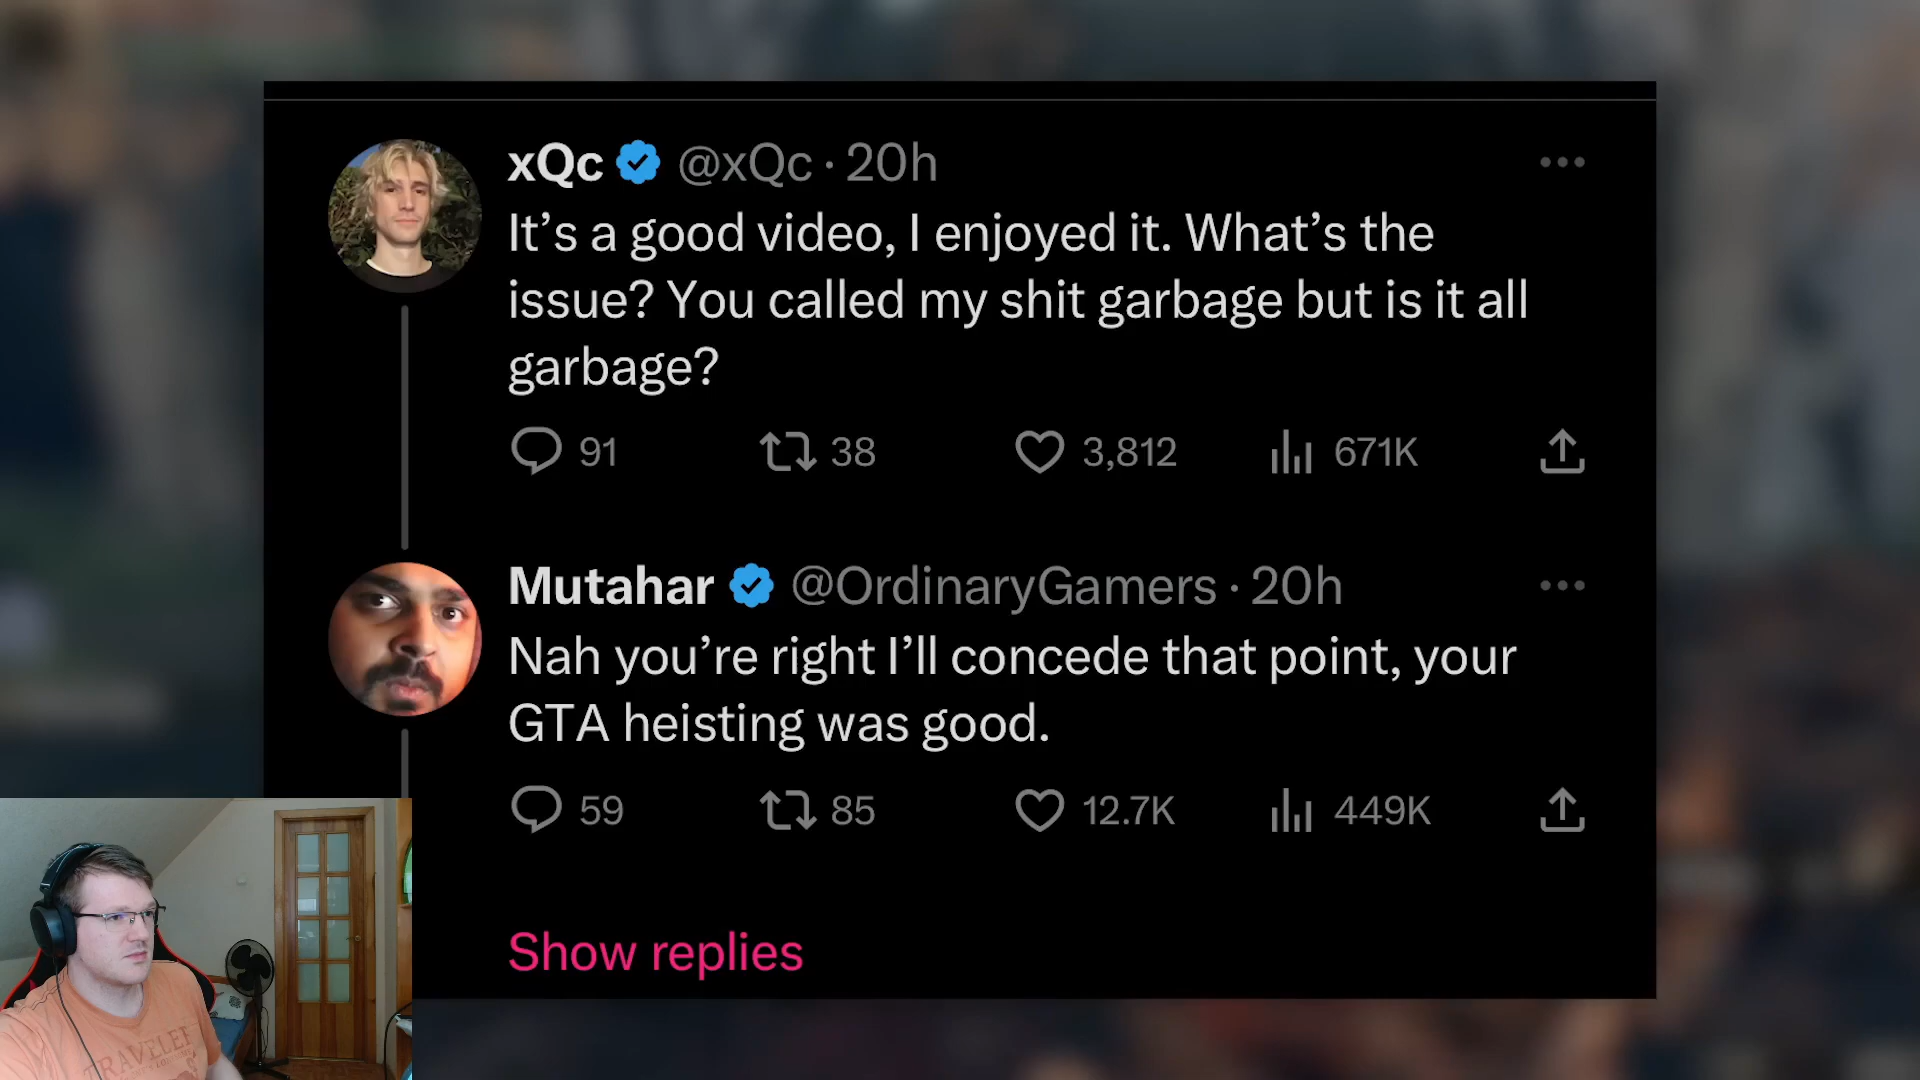 xQc @xQc · 20h
It’s a good video, I enjoyed it. What’s the
issue? You called my shit garbage but is it all
garbage?
91 38 3,812 671K
Mutahar @OrdinaryGamers · 20h
Nah you’re right I’ll concede that point, your
GTA heisting was good.
59 85 12.7K 449K
Show replies
TRAVELER